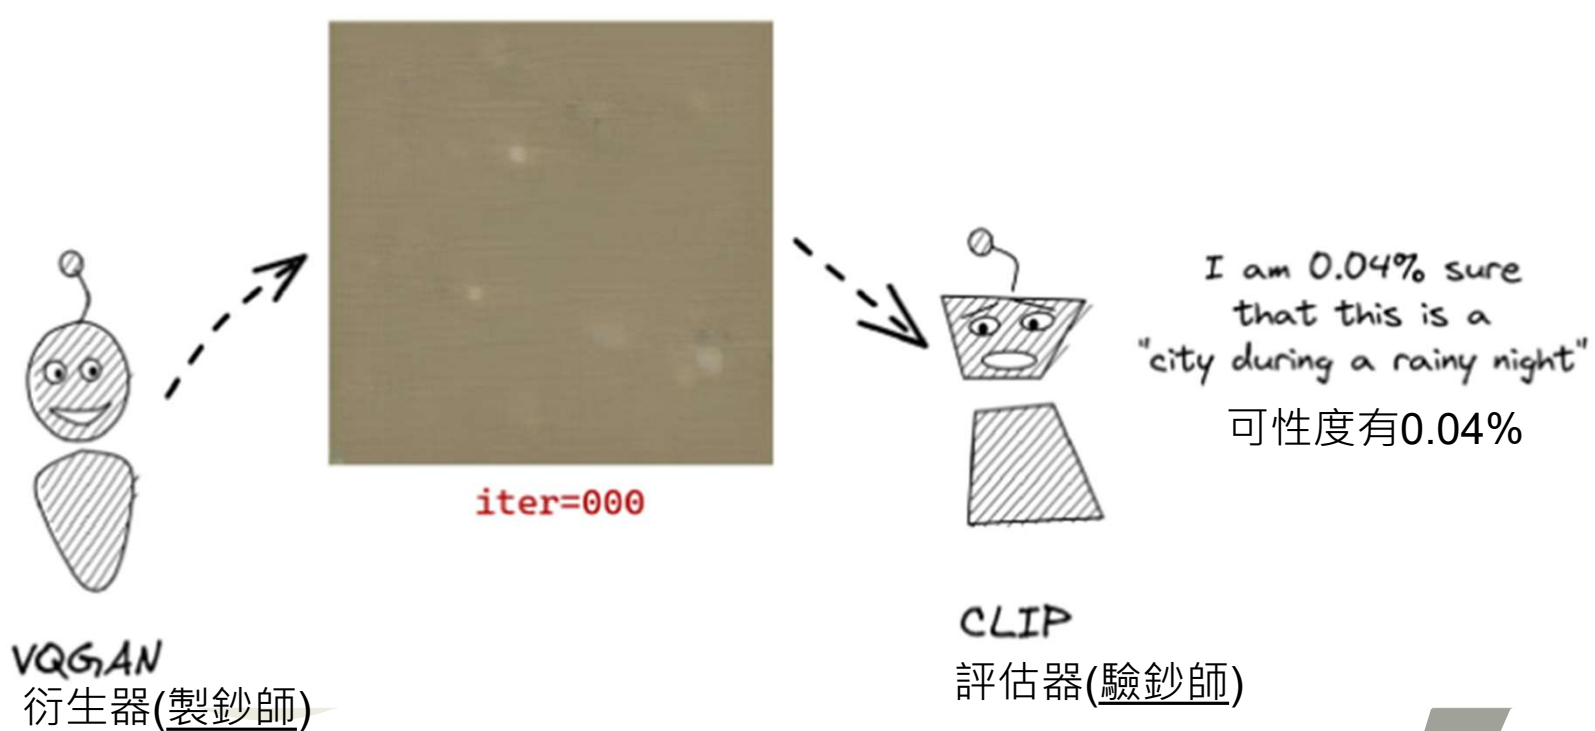 I am 0.04% sure
that this is a
"city during a rainy night"
可性度有0.04%
iter=000
VQGAN
衍生器(製鈔師)
CLIP
評估器(驗鈔師)